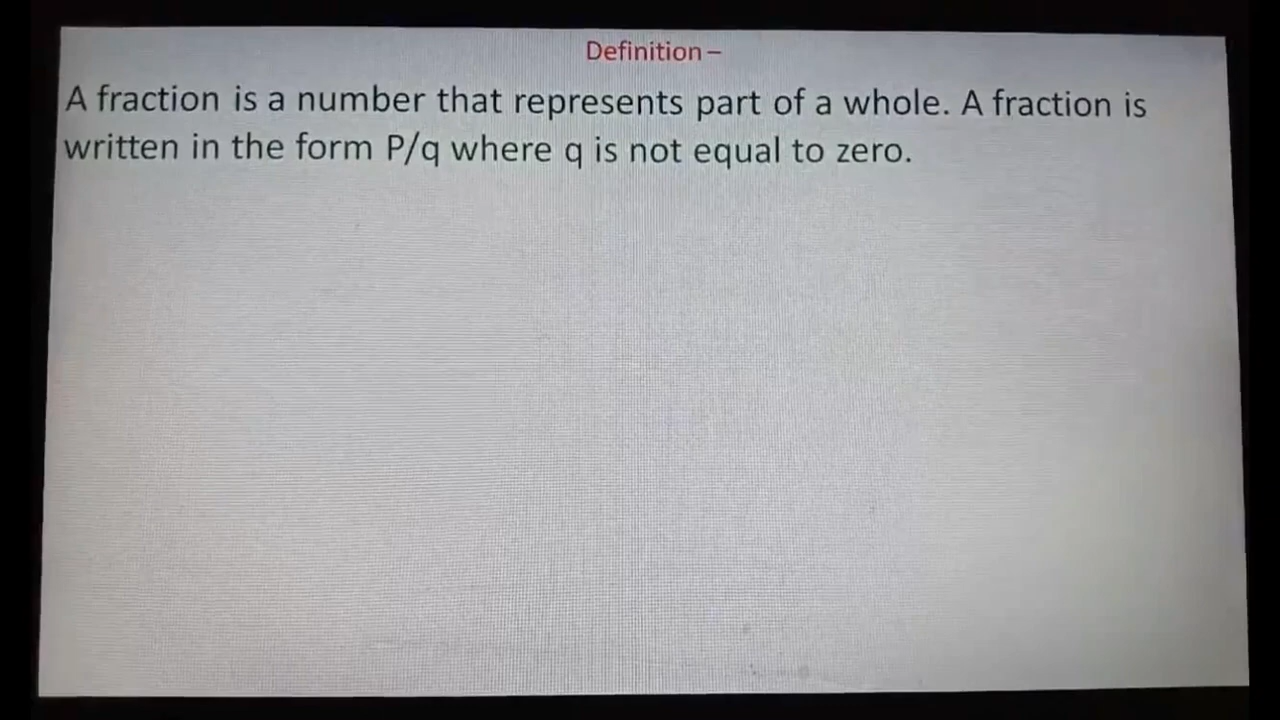 Definition –
A fraction is a number that represents part of a whole. A fraction is
written in the form P/q where q is not equal to zero.